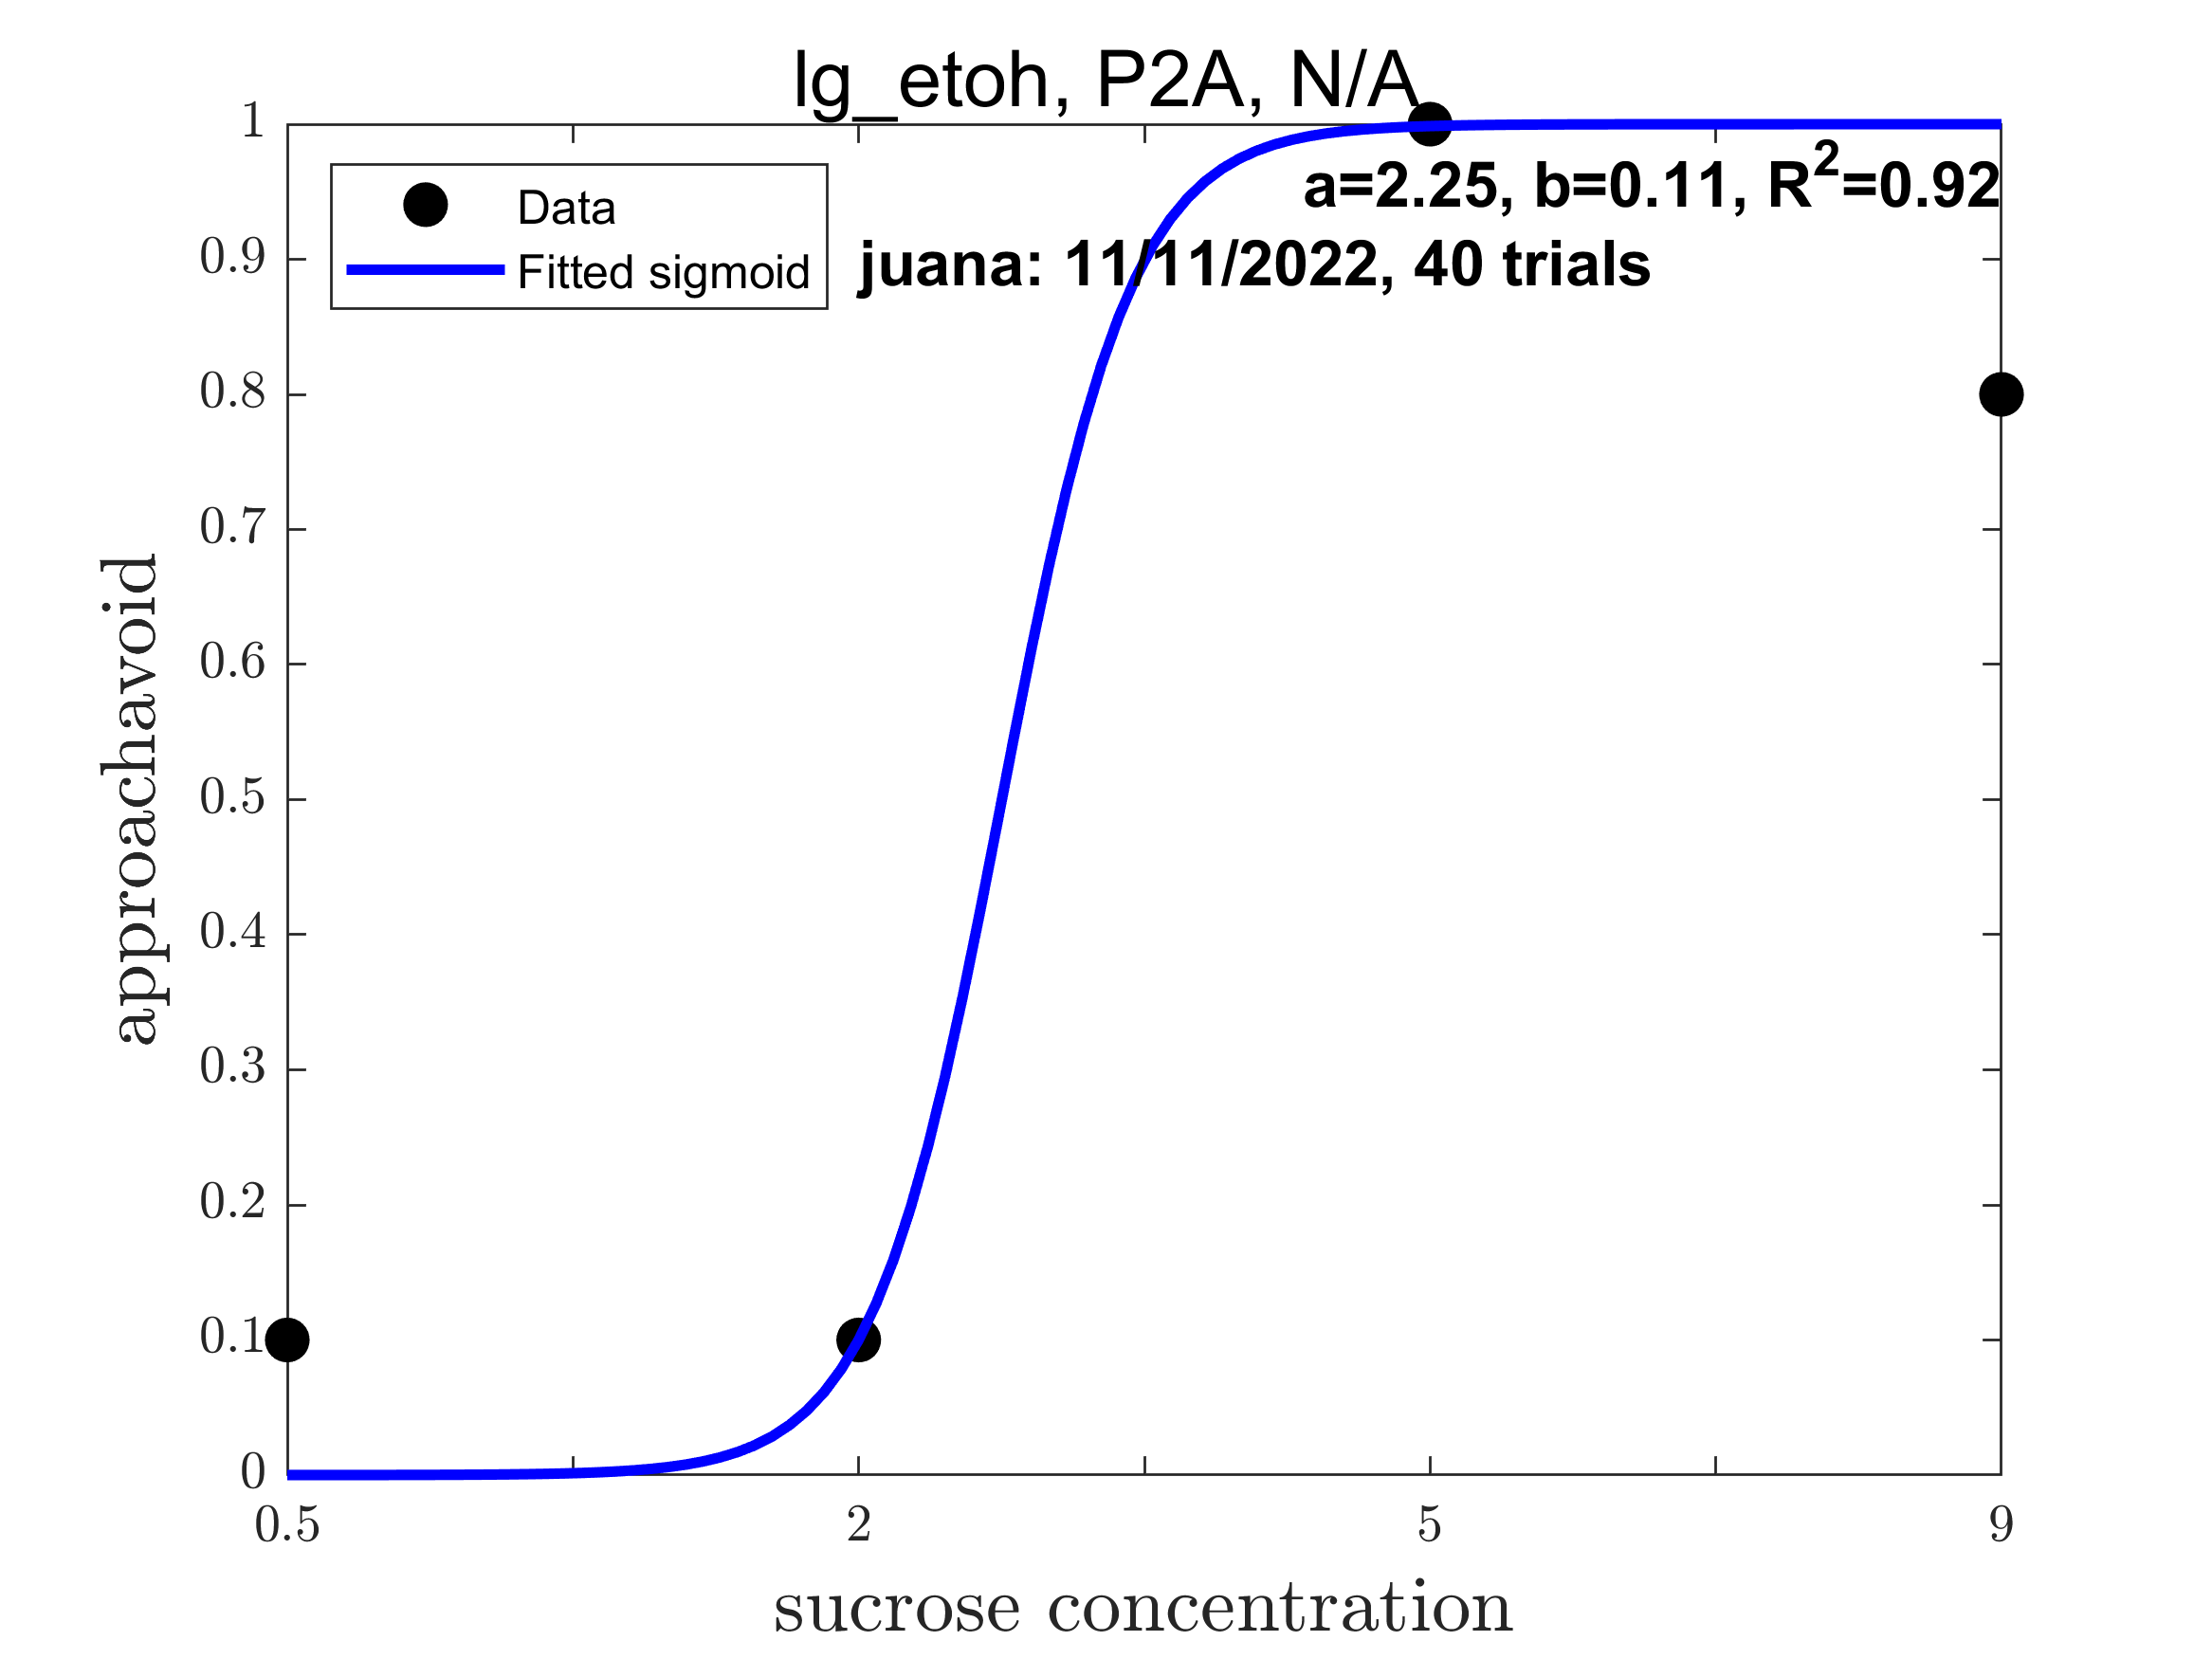 lg_etoh, P2A, N/A
a=2.25, b=0.11, R²=0.92
juana: 11/11/2022, 40 trials
Data
Fitted sigmoid
approachavoid
1
0.9
0.8
0.7
0.6
0.5
0.4
0.3
0.2
0.1
0
0.5 2 5 9
sucrose concentration